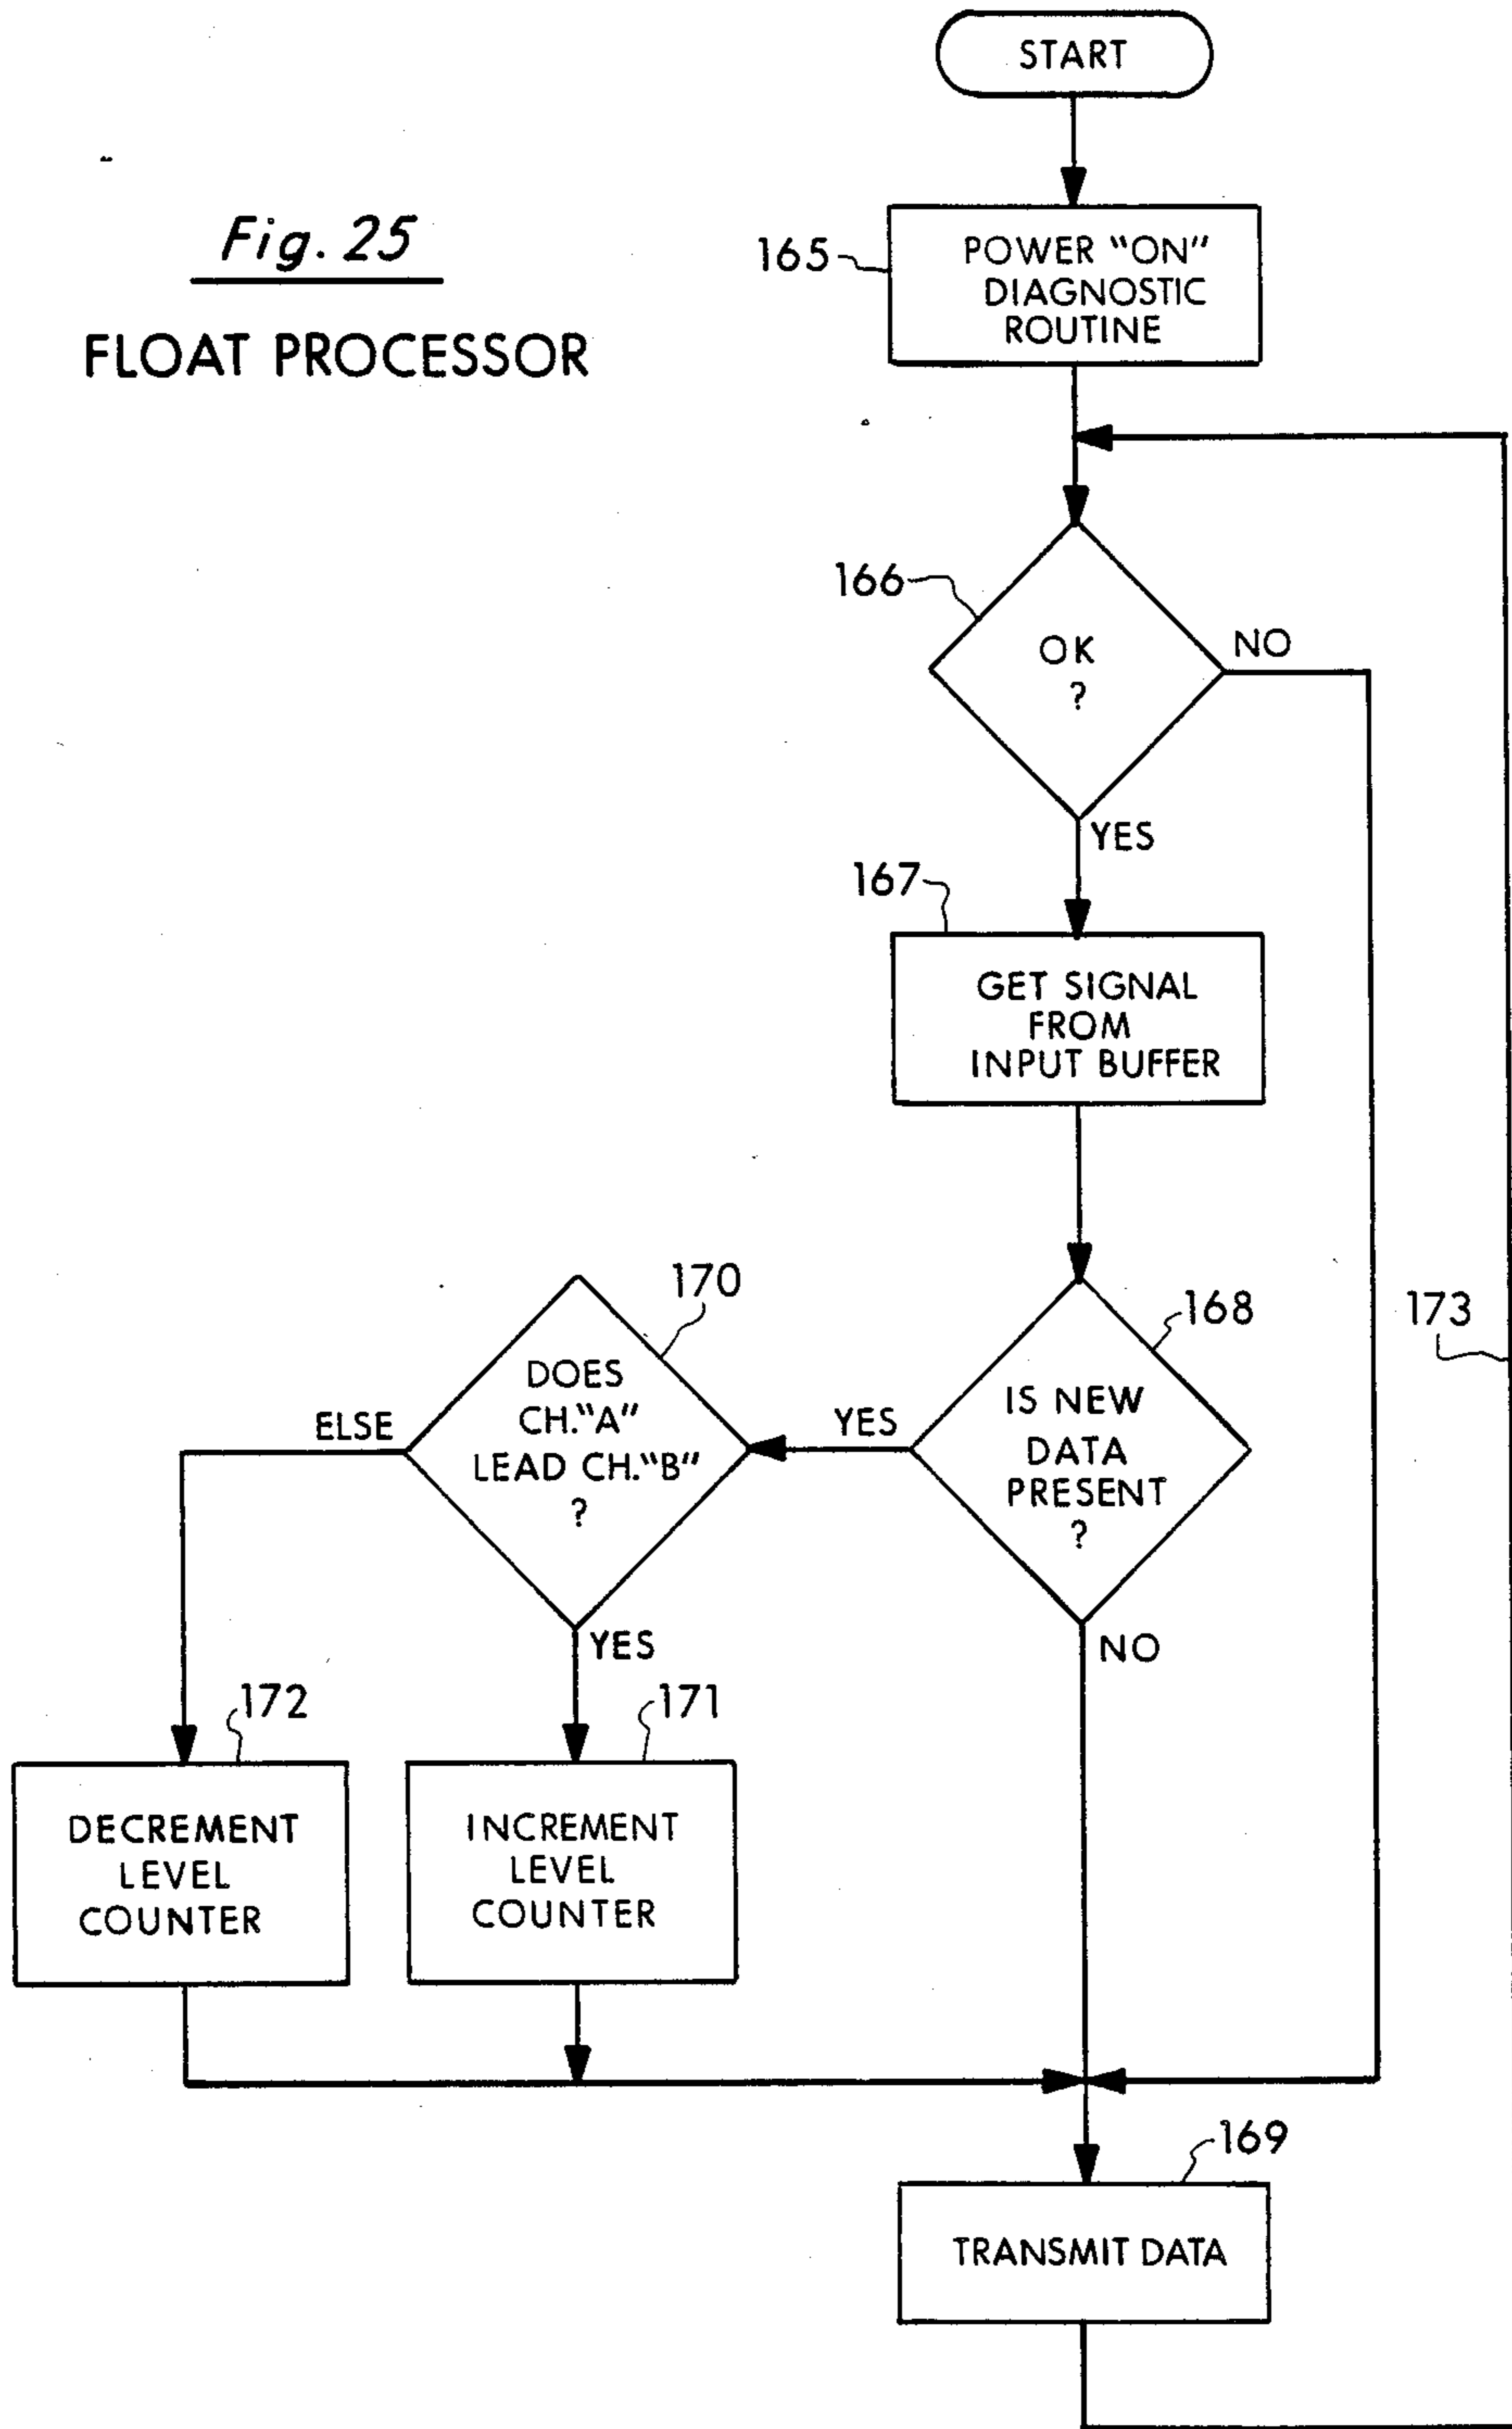 START
Fig. 25
FLOAT PROCESSOR
165
POWER "ON"
DIAGNOSTIC
ROUTINE
166
OK
?
NO
YES
167
GET SIGNAL
FROM
INPUT BUFFER
170
DOES
CH."A"
LEAD CH."B"
?
ELSE
YES
168
IS NEW
DATA
PRESENT
?
YES
NO
173
172
DECREMENT
LEVEL
COUNTER
171
INCREMENT
LEVEL
COUNTER
169
TRANSMIT DATA